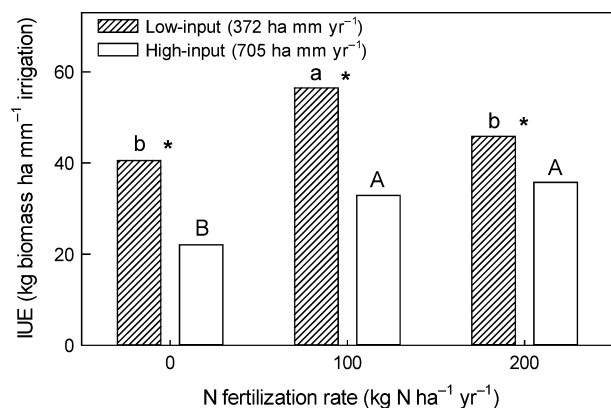 Low-input (372 ha mm yr⁻¹)
High-input (705 ha mm yr⁻¹)
IUE (kg biomass ha mm⁻¹ irrigation)
60
40
20
0
b *
B
a *
A
b *
A
0 100 200
N fertilization rate (kg N ha⁻¹ yr⁻¹)